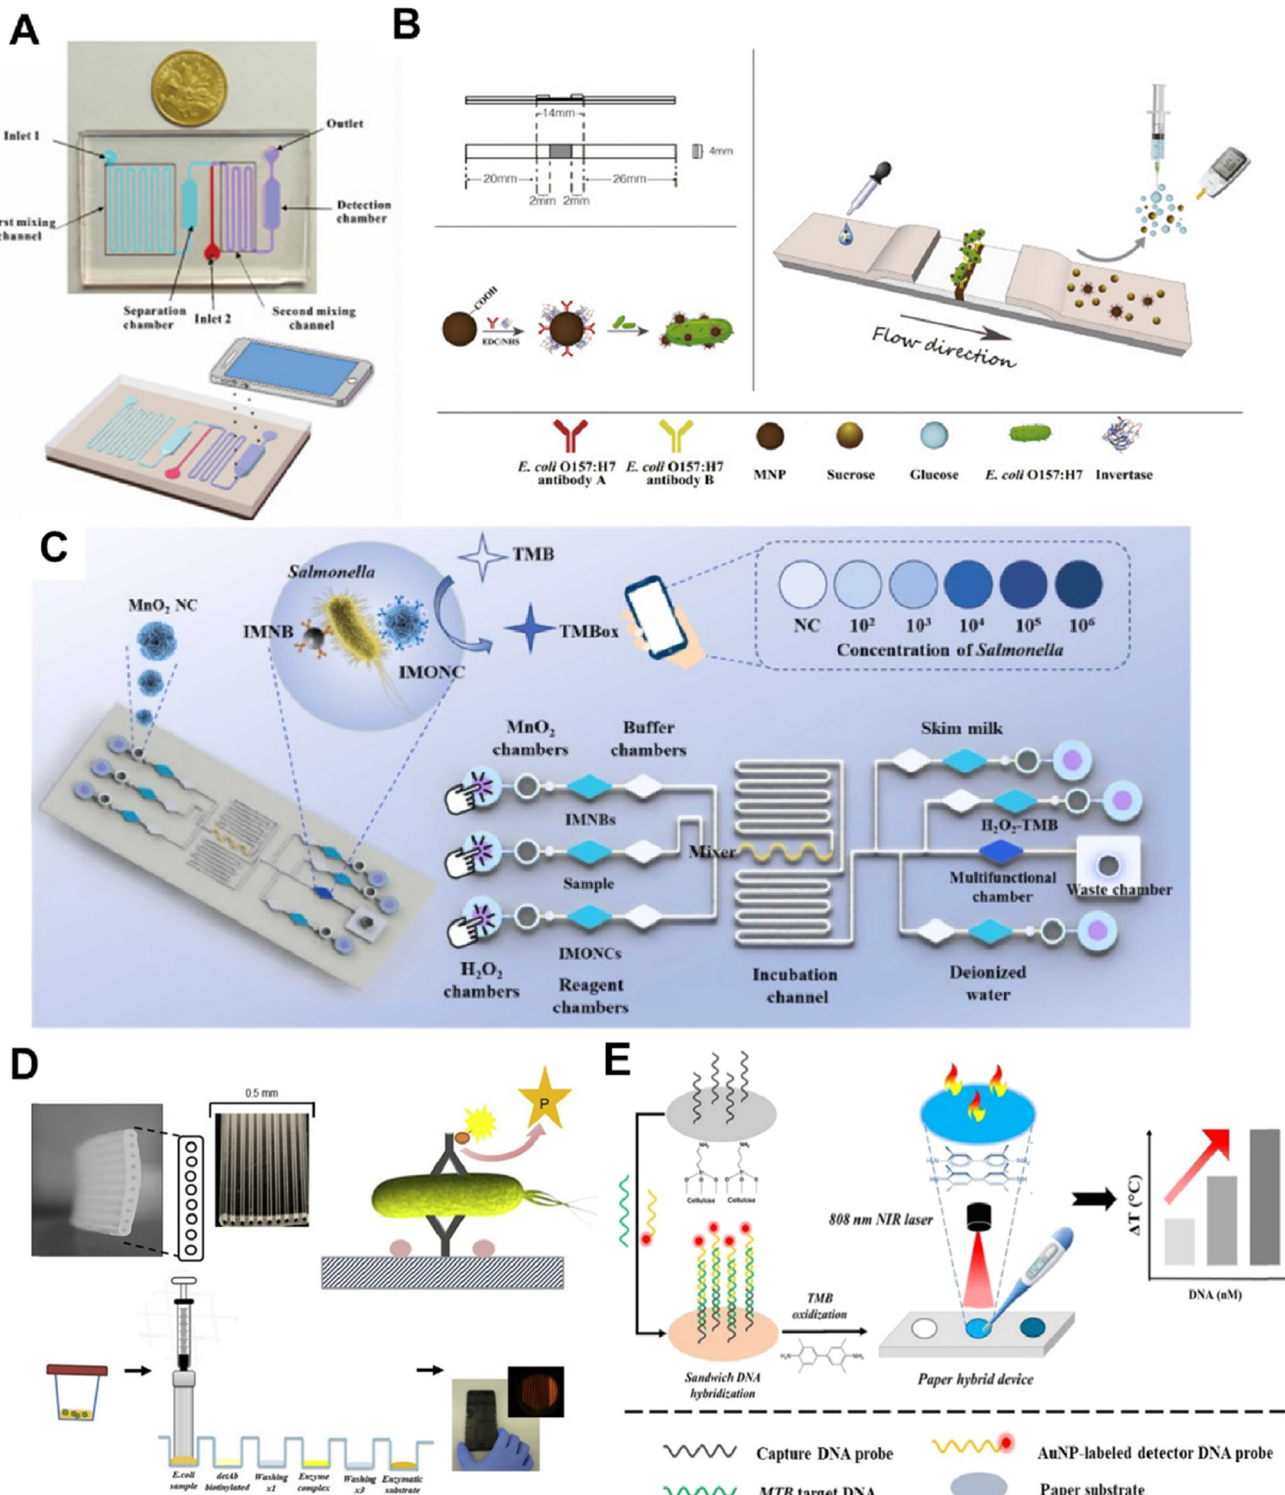 A
Inlet 1
Outlet
rst mixing
channel
Detection
chamber
Separation
chamber
Inlet 2
Second mixing
channel
B
14mm
4mm
20mm
26mm
2mm
2mm
COOH
EDC/NHS
Flow direction
E. coli O157:H7
antibody A
E. coli O157:H7
antibody B
MNP
Sucrose
Glucose
E. coli O157:H7
Invertase
C
MnO₂ NC
Salmonella
IMNB
IMONC
TMB
TMBox
NC
10²
10³
10⁴
10⁵
10⁶
Concentration of Salmonella
MnO₂
chambers
Buffer
chambers
IMNBs
Sample
IMONCs
H₂O₂
chambers
Reagent
chambers
Mixer
Incubation
channel
Skim milk
H₂O₂-TMB
Multifunctional
chamber
Waste chamber
Deionized
water
D
0.5 mm
P
E.coli
sample
detAb
biotinylated
Washing
x1
Enzyme
complex
Washing
x3
Enzymatic
substrate
E
NH₂
NH₂
Cellulose
Cellulose
Sandwich DNA
hybridization
TMB
oxidization
H₂N
NH₂
808 nm NIR laser
Paper hybrid device
ΔT (°C)
DNA (nM)
Capture DNA probe
AuNP-labeled detector DNA probe
MTB target DNA
Paper substrate